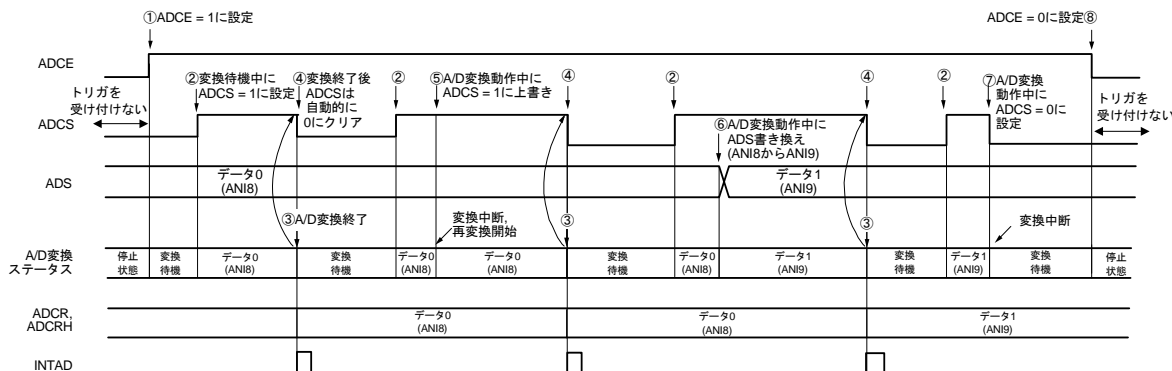 ①ADCE = 1に設定
ADCE = 0に設定⑧
ADCE
②変換待機中に
ADCS = 1に設定
④変換終了後
ADCSは
自動的に
0にクリア
②
⑤A/D変換動作中に
ADCS = 1に上書き
④
②
④
②
⑦A/D変換
動作中に
ADCS = 0に
設定
トリガを
受け付けない
トリガを
受け付けない
ADCS
⑥A/D変換動作中に
ADS書き換え
(ANI8からANI9)
ADS
データ0
(ANI8)
データ1
(ANI9)
③A/D変換終了
変換中断,
再変換開始
③
③
変換中断
A/D変換
ステータス
停止
状態
変換
待機
データ0
(ANI8)
変換
待機
データ0
(ANI8)
データ0
(ANI8)
変換
待機
データ0
(ANI8)
データ1
(ANI9)
変換
待機
データ1
(ANI9)
変換
待機
停止
状態
ADCR,
ADCRH
データ0
(ANI8)
データ0
(ANI8)
データ1
(ANI9)
INTAD